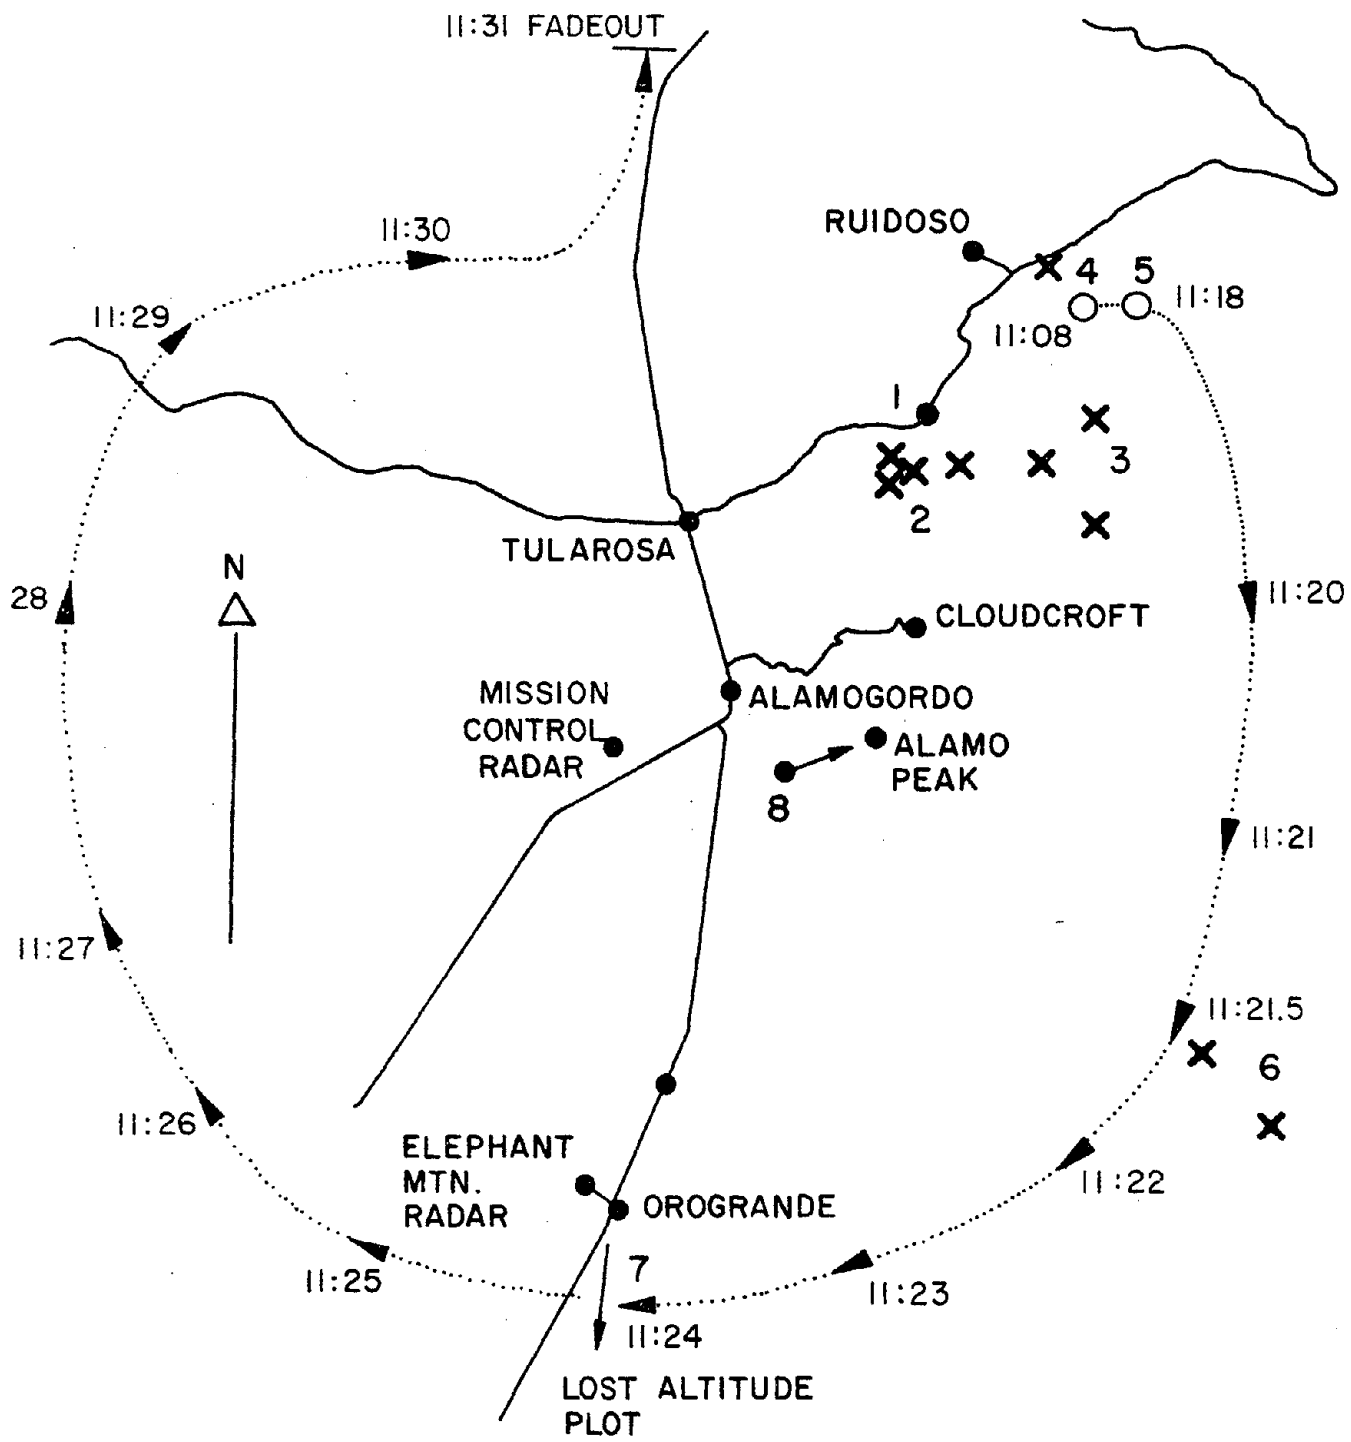 11:31 FADEOUT
11:30
RUIDOSO
4
5
11:18
11:08
11:29
1
3
2
TULAROSA
N
28
11:20
CLOUDCROFT
MISSION
CONTROL
RADAR
ALAMOGORDO
ALAMO
PEAK
8
11:21
11:27
11:21.5
6
11:26
ELEPHANT
MTN.
RADAR
11:22
OROGRANDE
7
11:25
11:23
11:24
LOST ALTITUDE
PLOT